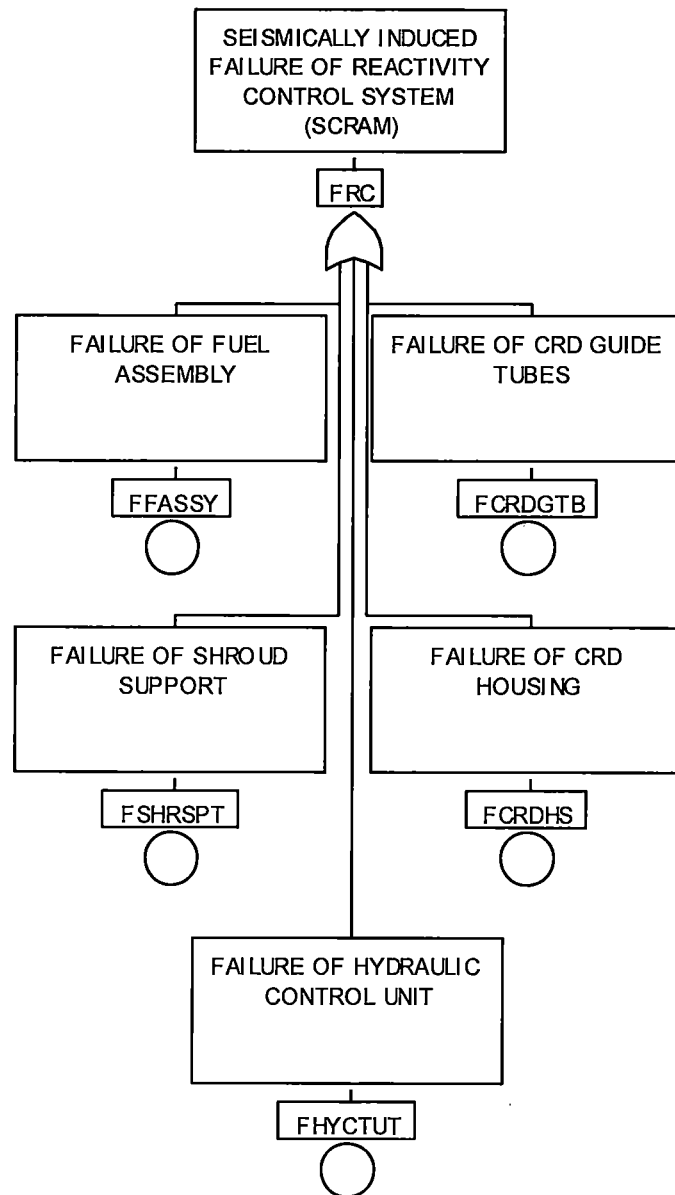 SEISMICALLY INDUCED
FAILURE OF REACTIVITY
CONTROL SYSTEM
(SCRAM)
FRC
FAILURE OF FUEL
ASSEMBLY
FFASSY
FAILURE OF CRD GUIDE
TUBES
FCRDGTB
FAILURE OF SHROUD
SUPPORT
FSHRSPT
FAILURE OF CRD
HOUSING
FCRDHS
FAILURE OF HYDRAULIC
CONTROL UNIT
FHYCTUT